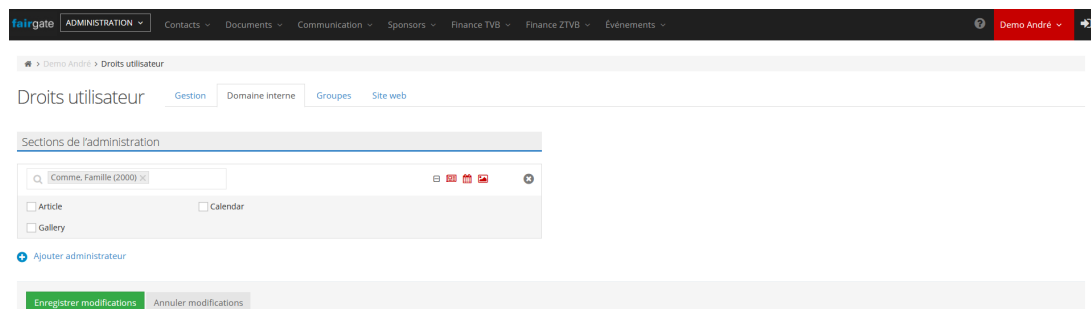 fairgate ADMINISTRATION Contacts Documents Communication Sponsors Finance TVB Finance ZTVB Événements Demo André
> Demo André > Droits utilisateur
Droits utilisateur Gestion Domaine interne Groupes Site web
Sections de l'administration
Comme, Famille (2000)
Article Calendar
Gallery
Ajouter administrateur
Enregistrer modifications Annuler modifications